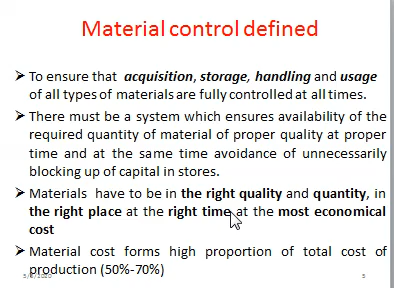 Material control defined
➤ To ensure that acquisition, storage, handling and usage
of all types of materials are fully controlled at all times.
➤ There must be a system which ensures availability of the
required quantity of material of proper quality at proper
time and at the same time avoidance of unnecessarily
blocking up of capital in stores.
➤ Materials have to be in the right quality and quantity, in
the right place at the right time at the most economical
cost
➤ Material cost forms high proportion of total cost of
production (50%-70%)
5